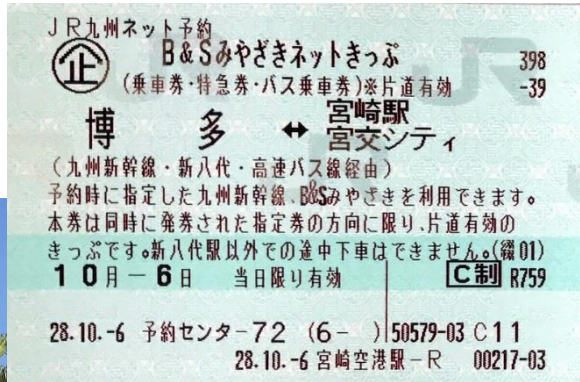 JR九州ネット予約
企 B&Sみやざきネットきっぷ 398
(乗車券・特急券・バス乗車券)※片道有効 -39
博多 ↔ 宮崎駅
宮交シティ
(九州新幹線・新八代・高速バス線経由)
予約時に指定した九州新幹線、B&Sみやざきを利用できます。
本券は同時に発券された指定券の方向に限り、片道有効の
きっぷです。新八代駅以外での途中下車はできません。(綴01)
10月-6日 当日限り有効 C制 R759
28.10.-6 予約センター72 (6- ) 50579-03 C11
28.10.-6 宮崎空港駅-R 00217-03